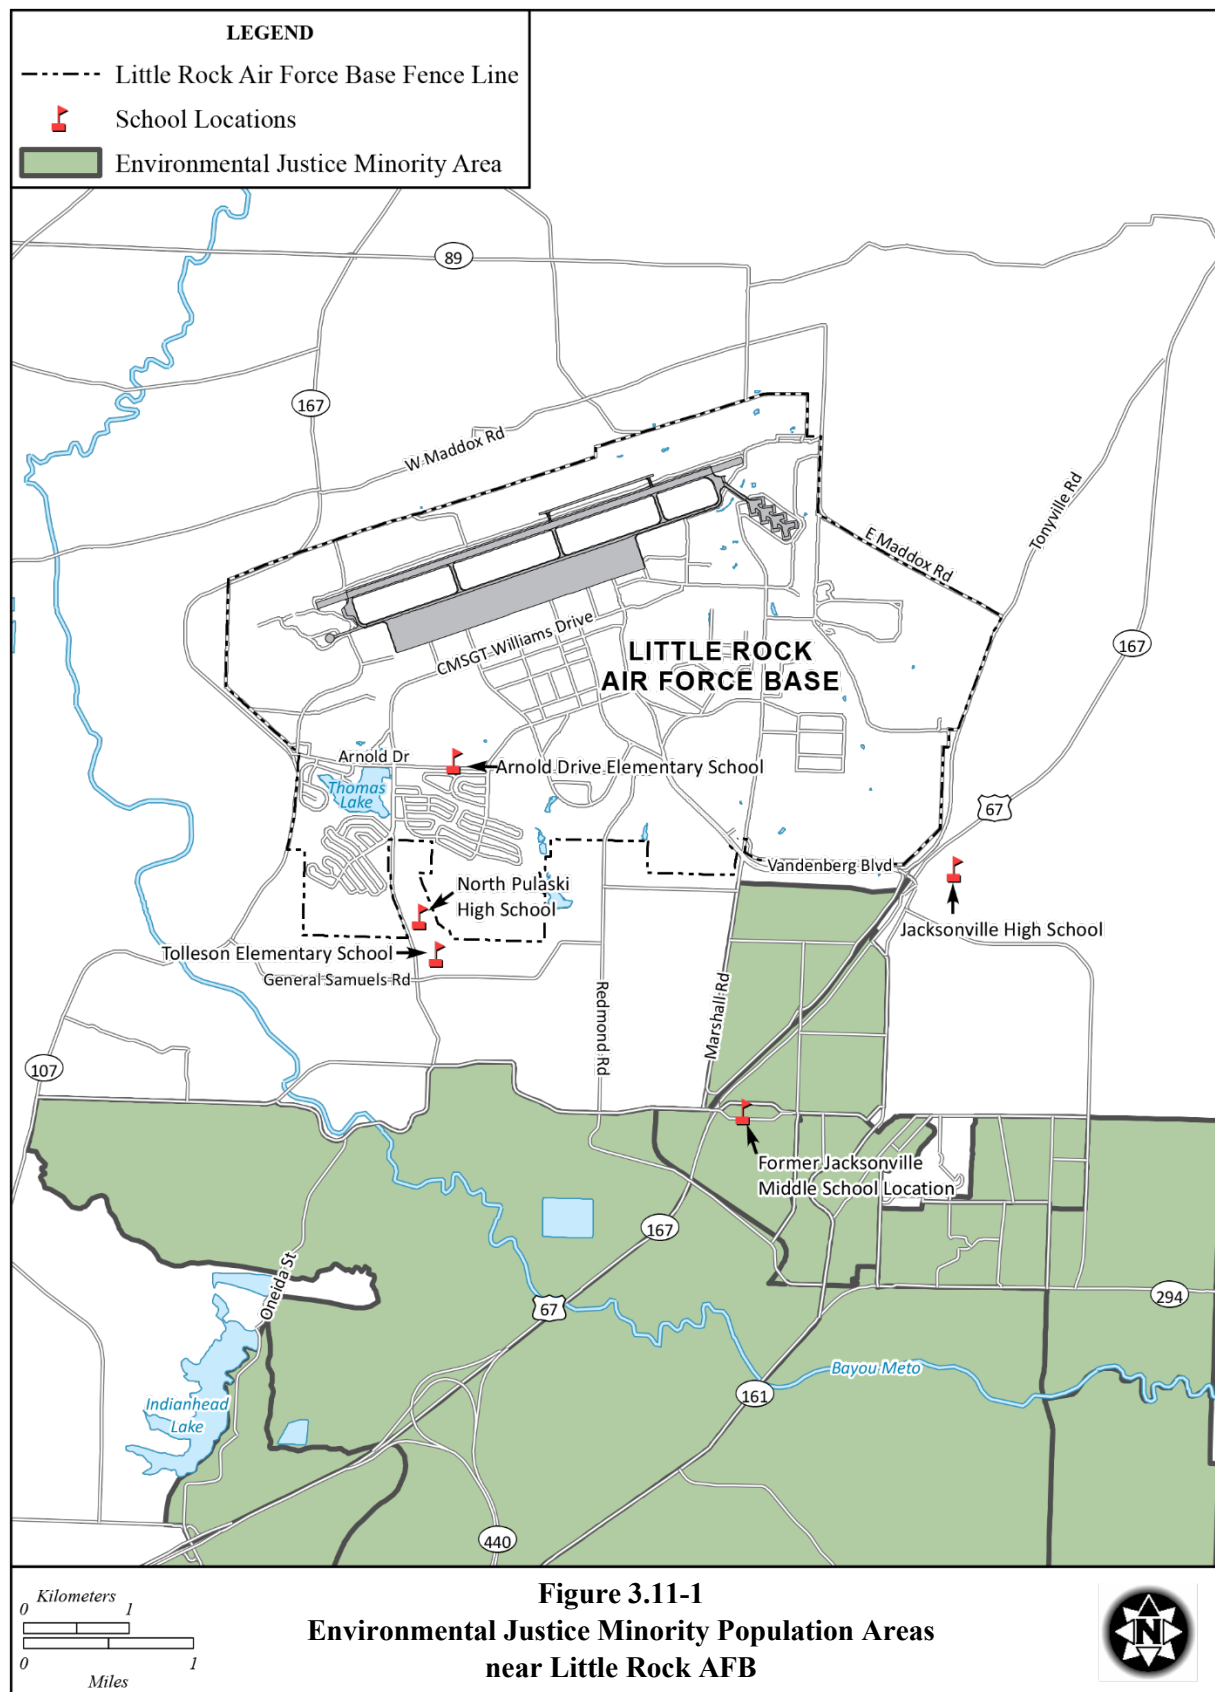 LEGEND
Little Rock Air Force Base Fence Line
School Locations
Environmental Justice Minority Area
89
167
W Maddox Rd
Tonyville Rd
E Maddox Rd
CMSGT Williams Drive
LITTLE ROCK
AIR FORCE BASE
167
Arnold Dr
Arnold Drive Elementary School
Thomas
Lake
67
Vandenberg Blvd
North Pulaski
High School
Jacksonville High School
Tolleson Elementary School
General Samuels Rd
Redmond Rd
Marshall Rd
107
Former Jacksonville
Middle School Location
167
Oneida St
67
294
Bayou Meto
161
Indianhead
Lake
440
Kilometers
0 1
0 1
Miles
Figure 3.11-1
Environmental Justice Minority Population Areas
near Little Rock AFB
N